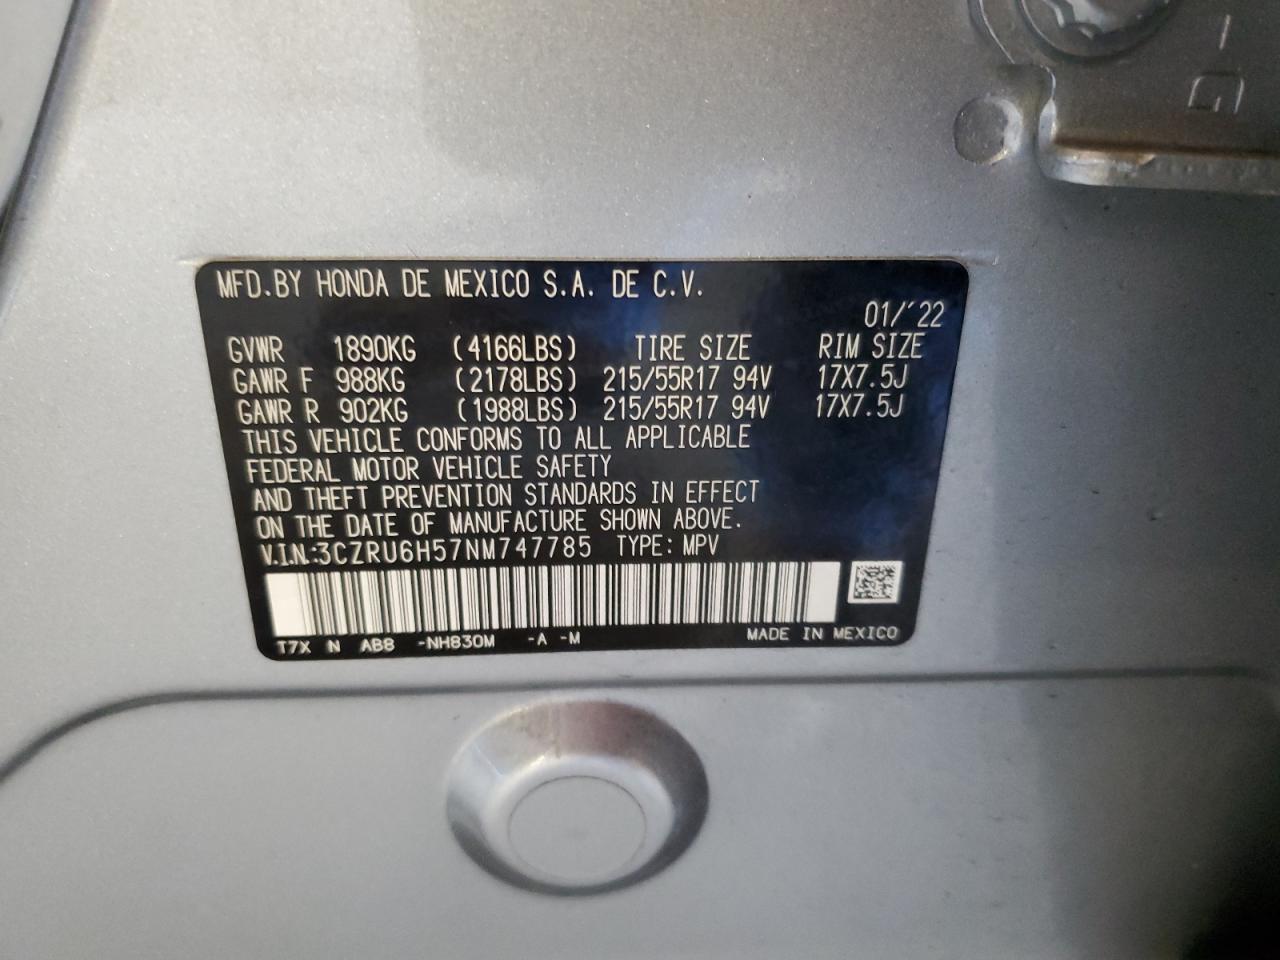 MFD.BY HONDA DE MEXICO S.A. DE C.V.
01/'22
GVWR 1890KG (4166LBS) TIRE SIZE RIM SIZE
GAWR F 988KG (2178LBS) 215/55R17 94V 17X7.5J
GAWR R 902KG (1988LBS) 215/55R17 94V 17X7.5J
THIS VEHICLE CONFORMS TO ALL APPLICABLE
FEDERAL MOTOR VEHICLE SAFETY
AND THEFT PREVENTION STANDARDS IN EFFECT
ON THE DATE OF MANUFACTURE SHOWN ABOVE.
V.I.N.:3CZRU6H57NM747785 TYPE: MPV
T7X N AB8 -NH830M -A -M MADE IN MEXICO